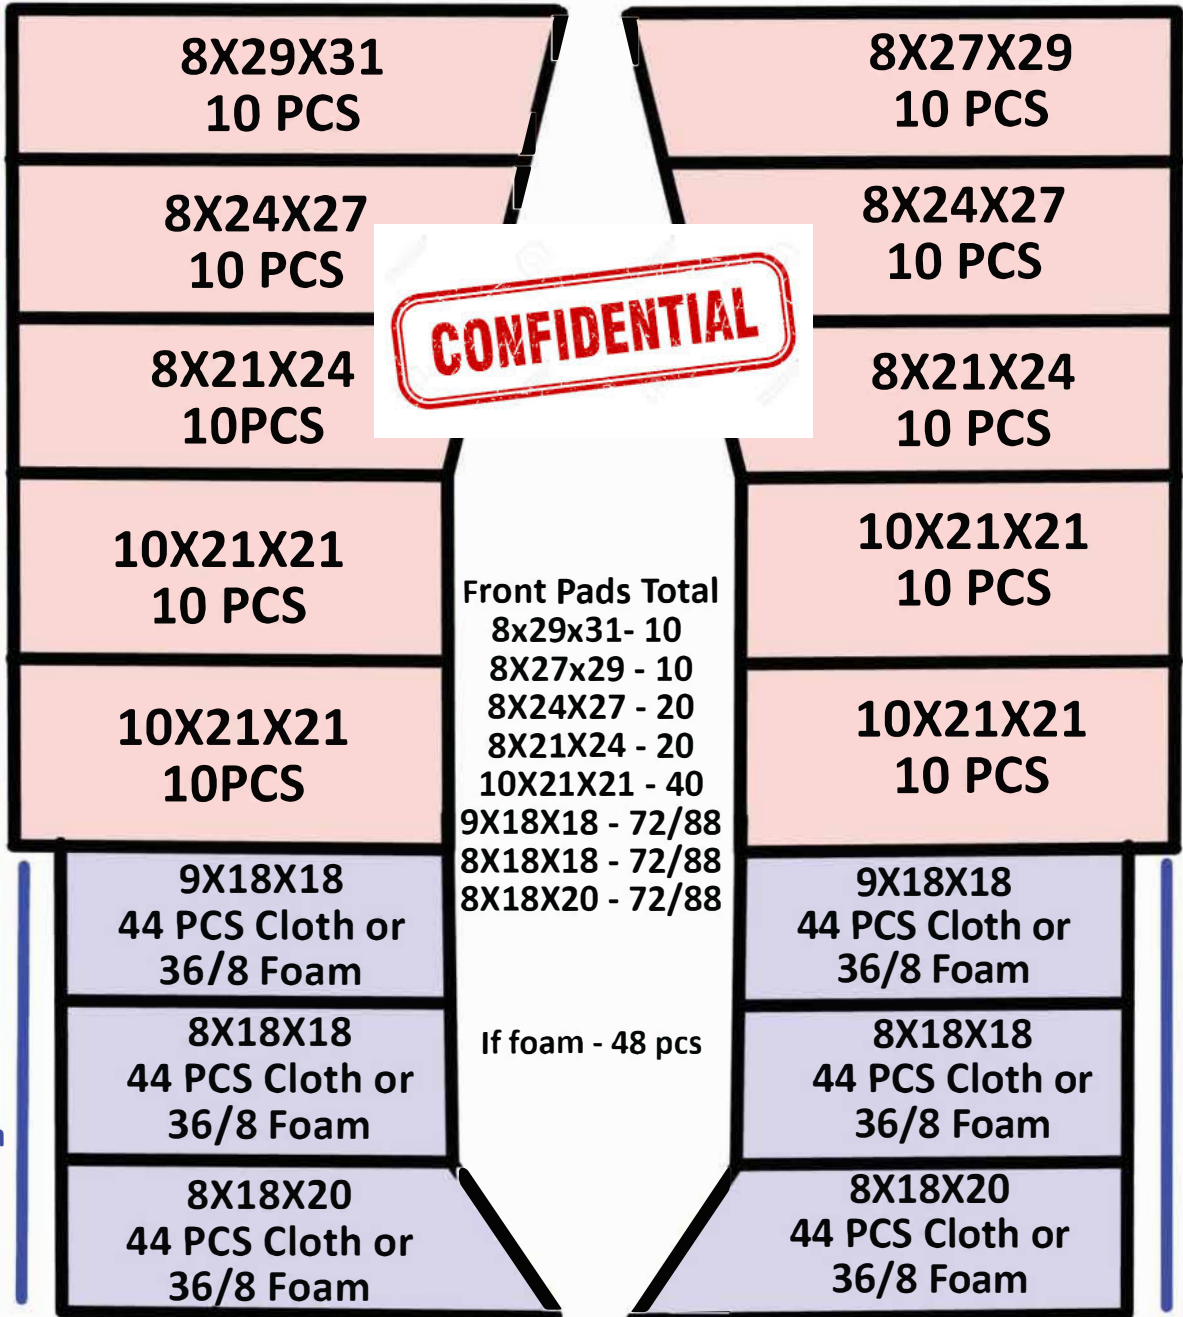 8X29X31
10 PCS
8X24X27
10 PCS
8X21X24
10PCS
10X21X21
10 PCS
10X21X21
10PCS
9X18X18
44 PCS Cloth or
36/8 Foam
8X18X18
44 PCS Cloth or
36/8 Foam
8X18X20
44 PCS Cloth or
36/8 Foam
CONFIDENTIAL
Front Pads Total
8x29x31- 10
8X27x29 - 10
8X24X27 - 20
8X21X24 - 20
10X21X21 - 40
9X18X18 - 72/88
8X18X18 - 72/88
8X18X20 - 72/88
If foam - 48 pcs
8X27X29
10 PCS
8X24X27
10 PCS
8X21X24
10 PCS
10X21X21
10 PCS
10X21X21
10 PCS
9X18X18
44 PCS Cloth or
36/8 Foam
8X18X18
44 PCS Cloth or
36/8 Foam
8X18X20
44 PCS Cloth or
36/8 Foam